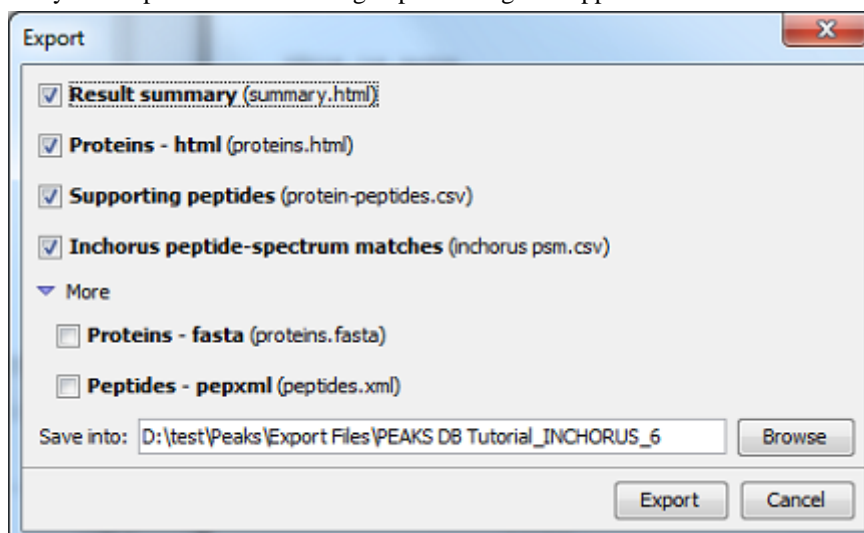 Export
Result summary (summary.html)
Proteins - html (proteins.html)
Supporting peptides (protein-peptides.csv)
Inchorus peptide-spectrum matches (inchorus psm.csv)
More
Proteins - fasta (proteins.fasta)
Peptides - pepxml (peptides.xml)
Save into: D:\test\Peaks\Export Files\PEAKS DB Tutorial_INCHORUS_6 Browse
Export Cancel